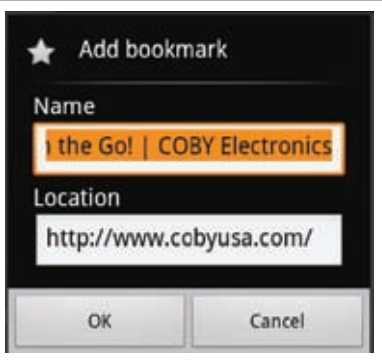 Add bookmark
Name
the Go! | COBY Electronics
Location
http://www.cobyusa.com/
OK
Cancel